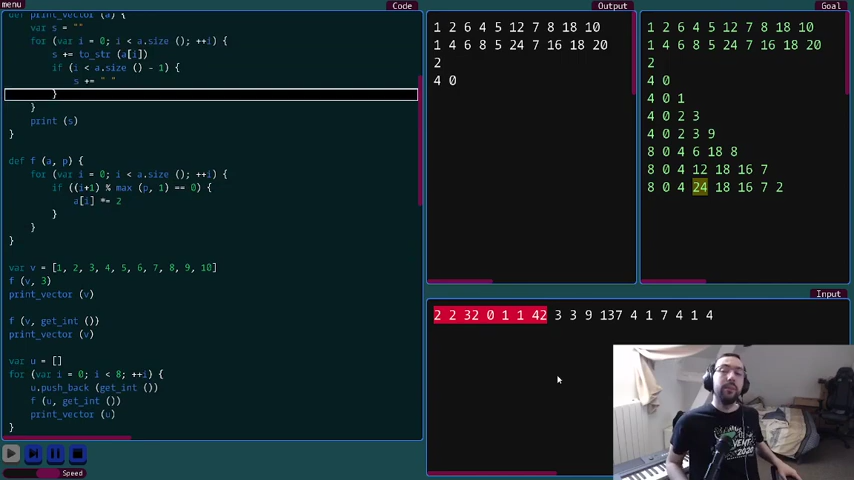 Code
def print_vector (a) {
var s = ""
for (var i = 0; i < a.size (); ++i) {
s += to_str (a[i])
if (i < a.size () - 1) {
s += " "
}
}
print (s)
}
def f (a, p) {
for (var i = 0; i < a.size (); ++i) {
if ((i+1) % max (p, 1) == 0) {
a[i] *= 2
}
}
}
var v = [1, 2, 3, 4, 5, 6, 7, 8, 9, 10]
f (v, 3)
print_vector (v)
f (v, get_int ())
print_vector (v)
var u = []
for (var i = 0; i < 8; ++i) {
u.push_back (get_int ())
f (u, get_int ())
print_vector (u)
}
Speed
Output
1 2 6 4 5 12 7 8 18 10
1 4 6 8 5 24 7 16 18 20
2
4 0
Goal
1 2 6 4 5 12 7 8 18 10
1 4 6 8 5 24 7 16 18 20
2
4 0
4 0 1
4 0 2 3
4 0 2 3 9
8 0 4 6 18 8
8 0 4 12 18 16 7
8 0 4 24 18 16 7 2
Input
2 2 32 0 1 1 42 3 3 9 137 4 1 7 4 1 4